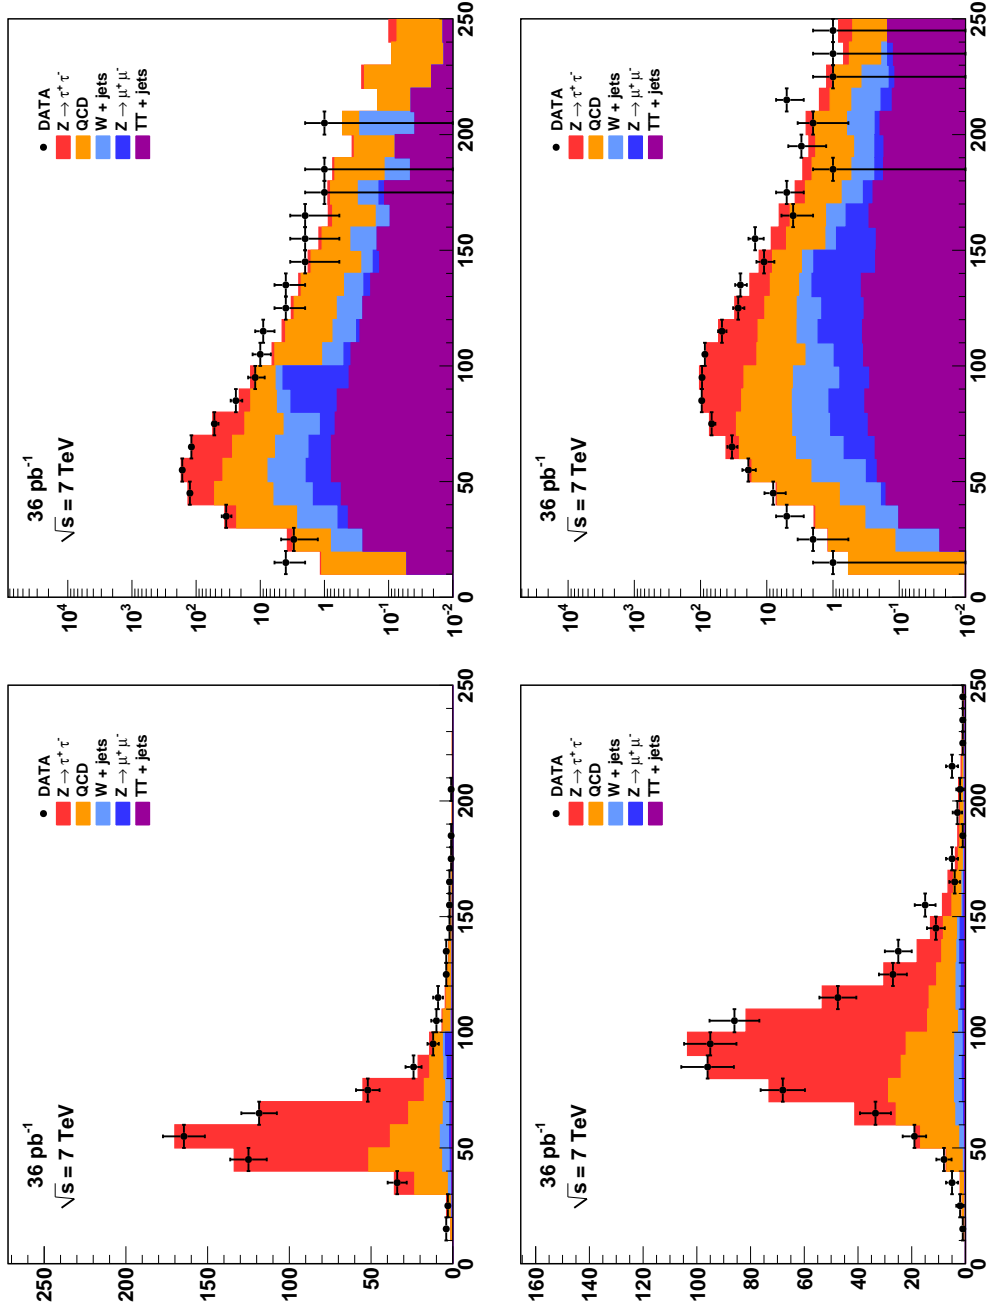 250
200
150
100
50
0
36 pb⁻¹
√s = 7 TeV
DATA
Z → τ⁺ τ⁻
QCD
W + jets
Z → μ⁺ μ⁻
TT + jets
0 50 100 150 200 250
10⁴
10³
10²
10
1
10⁻¹
10⁻²
36 pb⁻¹
√s = 7 TeV
DATA
Z → τ⁺ τ⁻
QCD
W + jets
Z → μ⁺ μ⁻
TT + jets
0 50 100 150 200 250
160
140
120
100
80
60
40
20
0
36 pb⁻¹
√s = 7 TeV
DATA
Z → τ⁺ τ⁻
QCD
W + jets
Z → μ⁺ μ⁻
TT + jets
0 50 100 150 200 250
10⁴
10³
10²
10
1
10⁻¹
10⁻²
36 pb⁻¹
√s = 7 TeV
DATA
Z → τ⁺ τ⁻
QCD
W + jets
Z → μ⁺ μ⁻
TT + jets
0 50 100 150 200 250